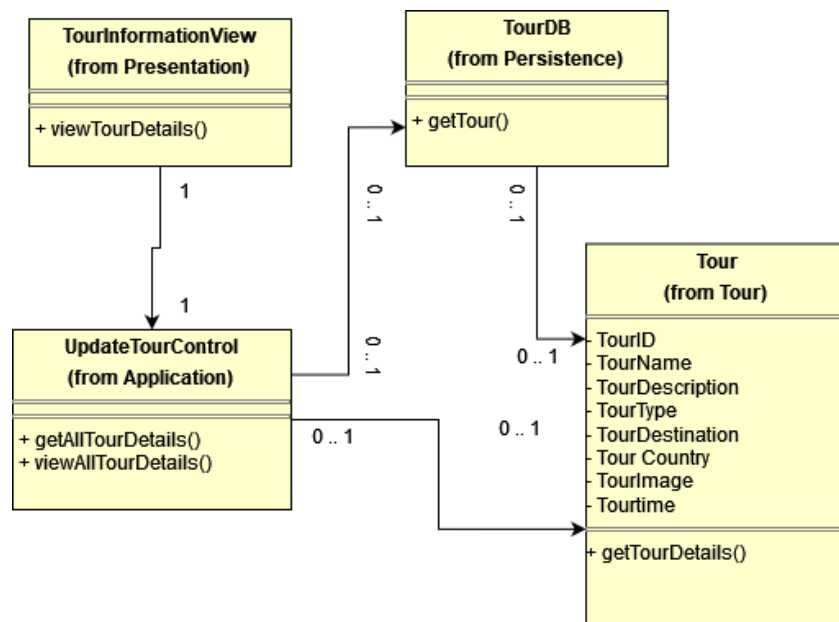 TourInformationView
(from Presentation)
+ viewTourDetails()
TourDB
(from Persistence)
+ getTour()
1
1
0 .. 1
0 .. 1
0 .. 1
0 .. 1
UpdateTourControl
(from Application)
+ getAllTourDetails()
+ viewAllTourDetails()
0 .. 1
0 .. 1
Tour
(from Tour)
- TourID
- TourName
- TourDescription
- TourType
- TourDestination
- Tour Country
- TourImage
- Tourtime
+ getTourDetails()